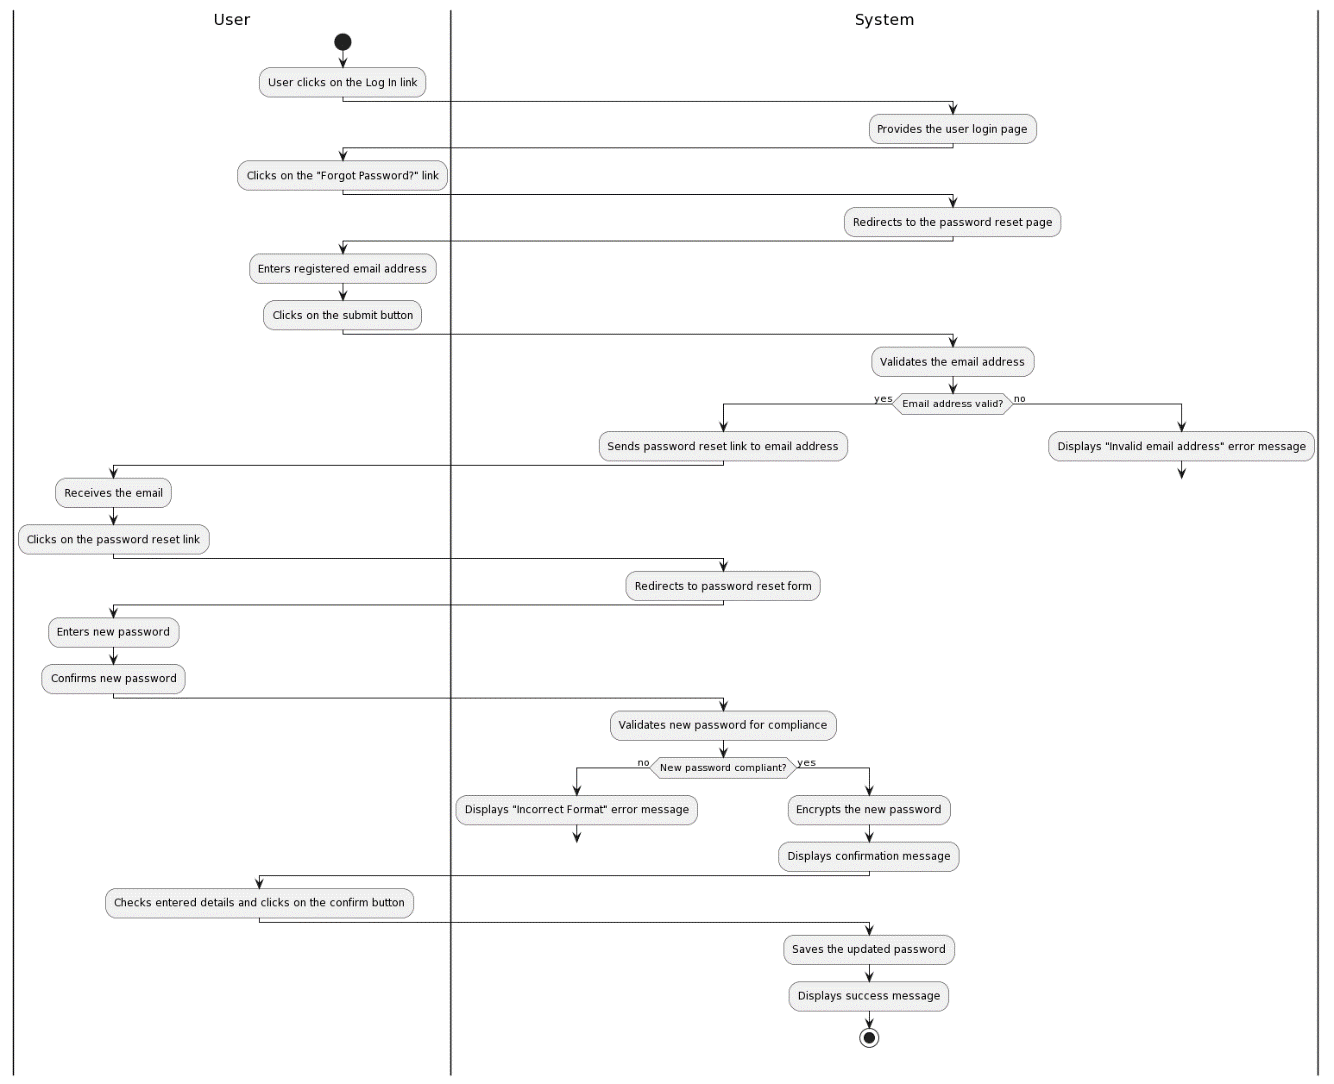 User
System
User clicks on the Log In link
Provides the user login page
Clicks on the "Forgot Password?" link
Redirects to the password reset page
Enters registered email address
Clicks on the submit button
Validates the email address
yes
Email address valid?
no
Sends password reset link to email address
Displays "Invalid email address" error message
Receives the email
Clicks on the password reset link
Redirects to password reset form
Enters new password
Confirms new password
Validates new password for compliance
no
New password compliant?
yes
Displays "Incorrect Format" error message
Encrypts the new password
Displays confirmation message
Checks entered details and clicks on the confirm button
Saves the updated password
Displays success message